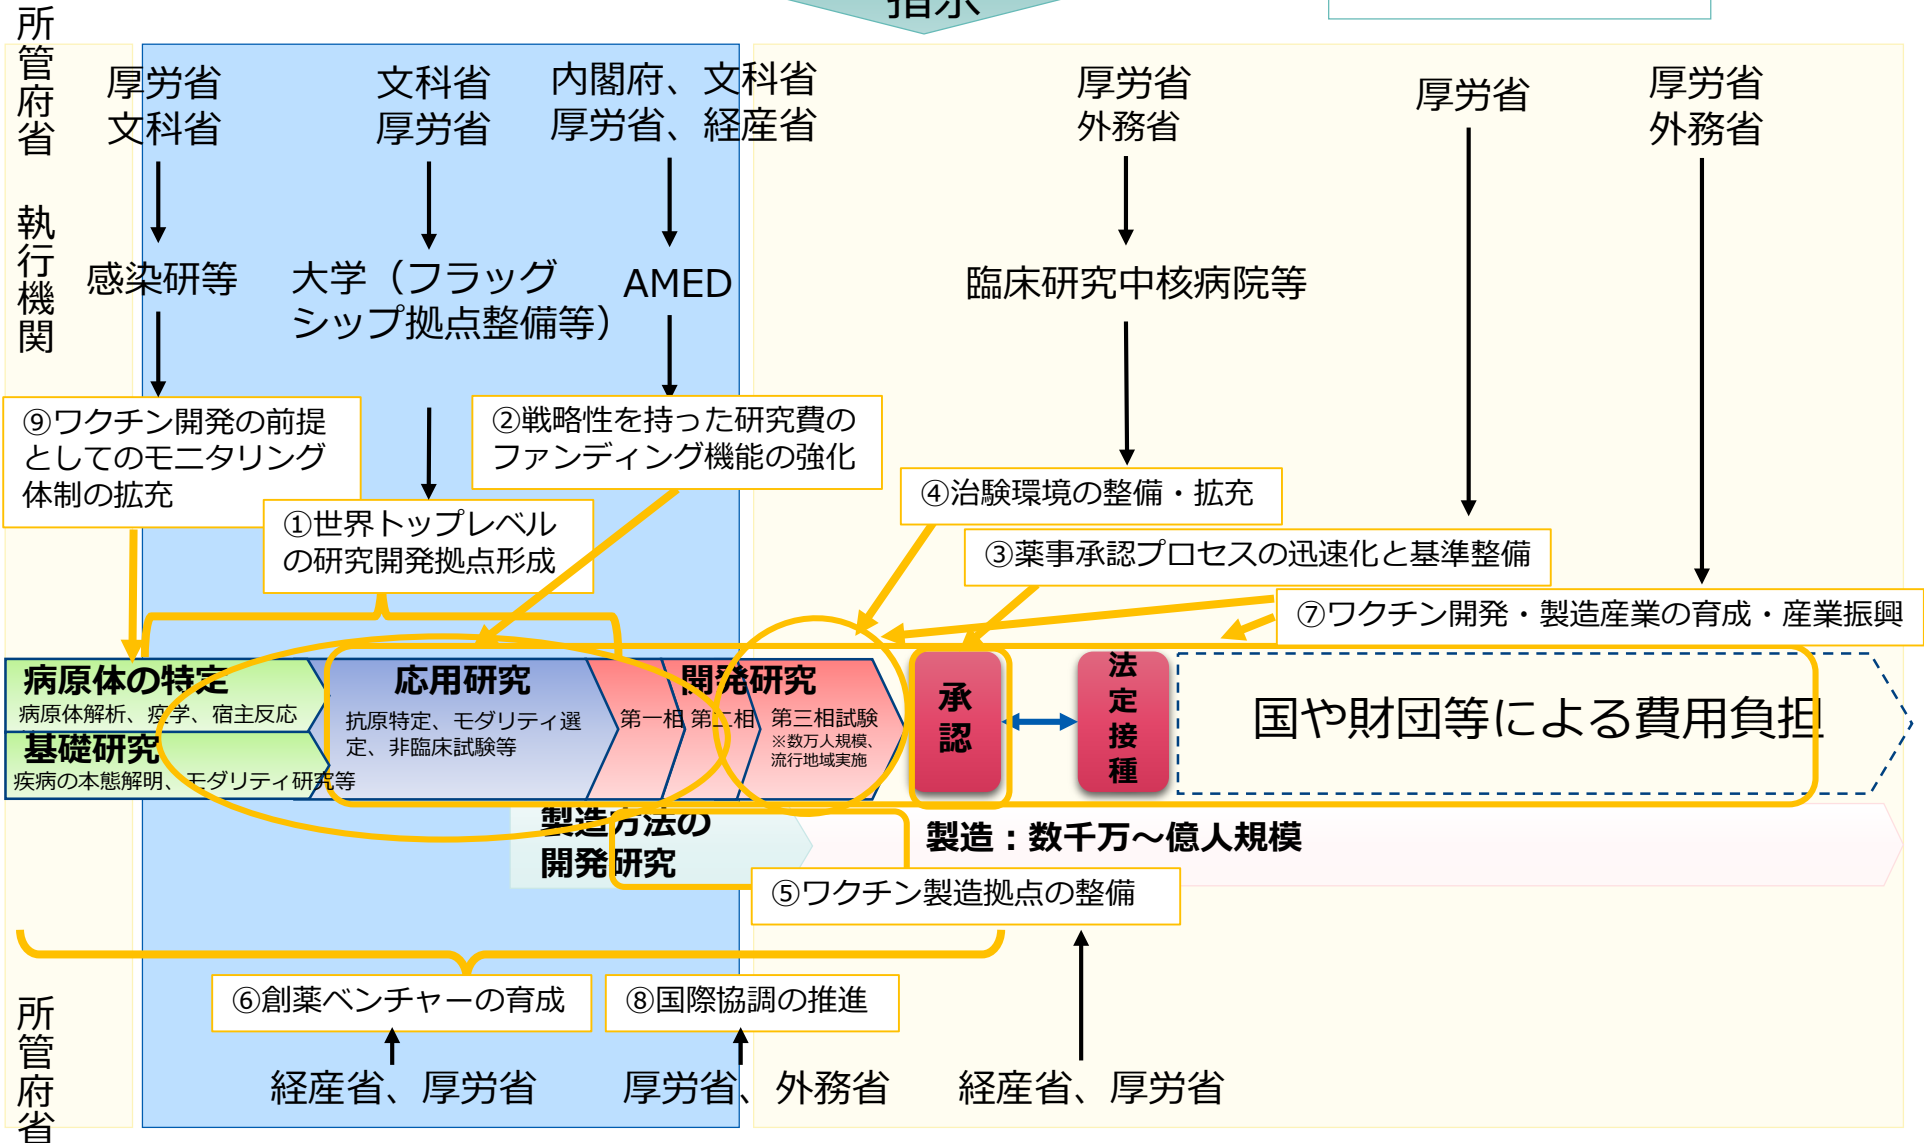 指示
所管府省
執行機関
厚労省
文科省
文科省
厚労省
内閣府、文科省
厚労省、経産省
厚労省
外務省
厚労省
厚労省
外務省
感染研等
大学（フラッグ
シップ拠点整備等）
AMED
臨床研究中核病院等
⑨ワクチン開発の前提
としてのモニタリング
体制の拡充
②戦略性を持った研究費の
ファンディング機能の強化
①世界トップレベル
の研究開発拠点形成
④治験環境の整備・拡充
③薬事承認プロセスの迅速化と基準整備
⑦ワクチン開発・製造産業の育成・産業振興
病原体の特定
病原体解析、疫学、宿主反応
基礎研究
疾病の本態解明、モダリティ研究等
応用研究
抗原特定、モダリティ選
定、非臨床試験等
開発研究
第一相
第二相
第三相試験
※数万人規模、
流行地域実施
承認
法定接種
国や財団等による費用負担
製造方法の
開発研究
製造：数千万～億人規模
⑤ワクチン製造拠点の整備
⑥創薬ベンチャーの育成
⑧国際協調の推進
所管府省
経産省、厚労省
厚労省、外務省
経産省、厚労省